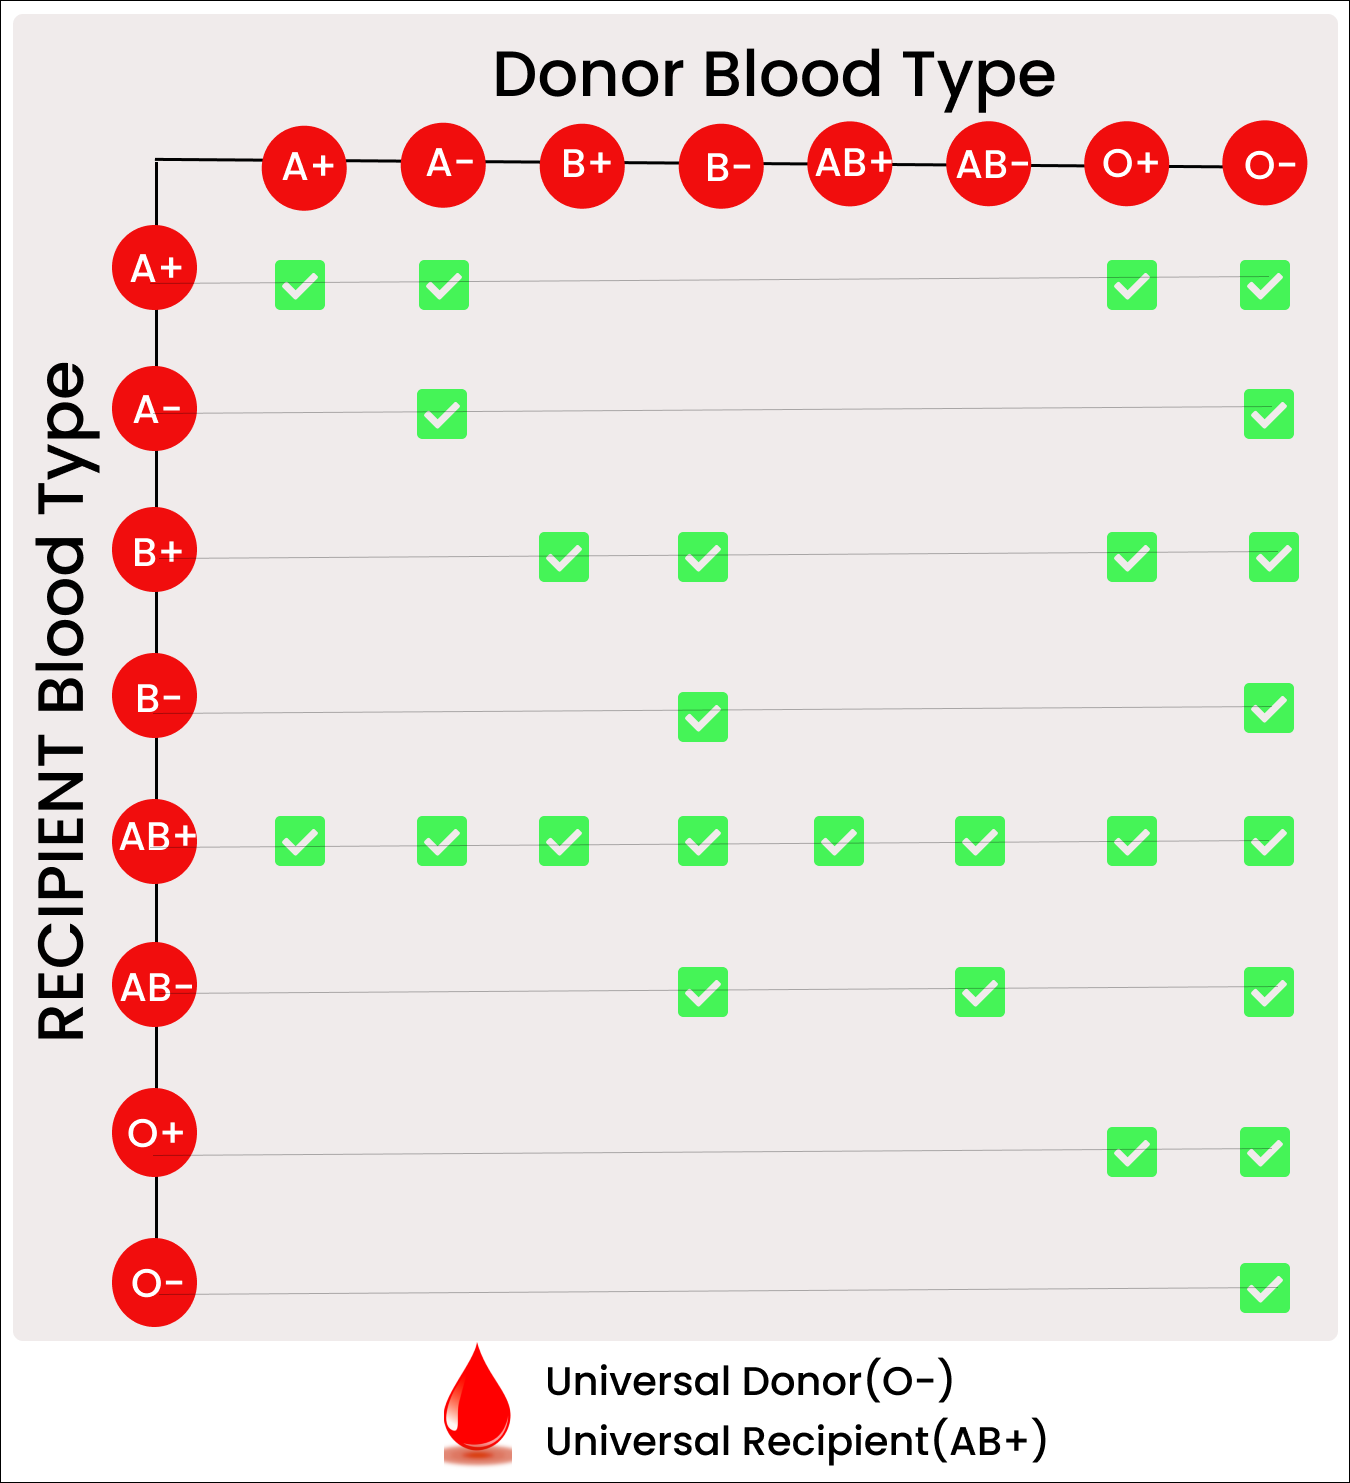 Donor Blood Type
A+ A- B+ B- AB+ AB- O+ O-
RECIPIENT Blood Type
A+
A-
B+
B-
AB+
AB-
O+
O-
Universal Donor(O-)
Universal Recipient(AB+)